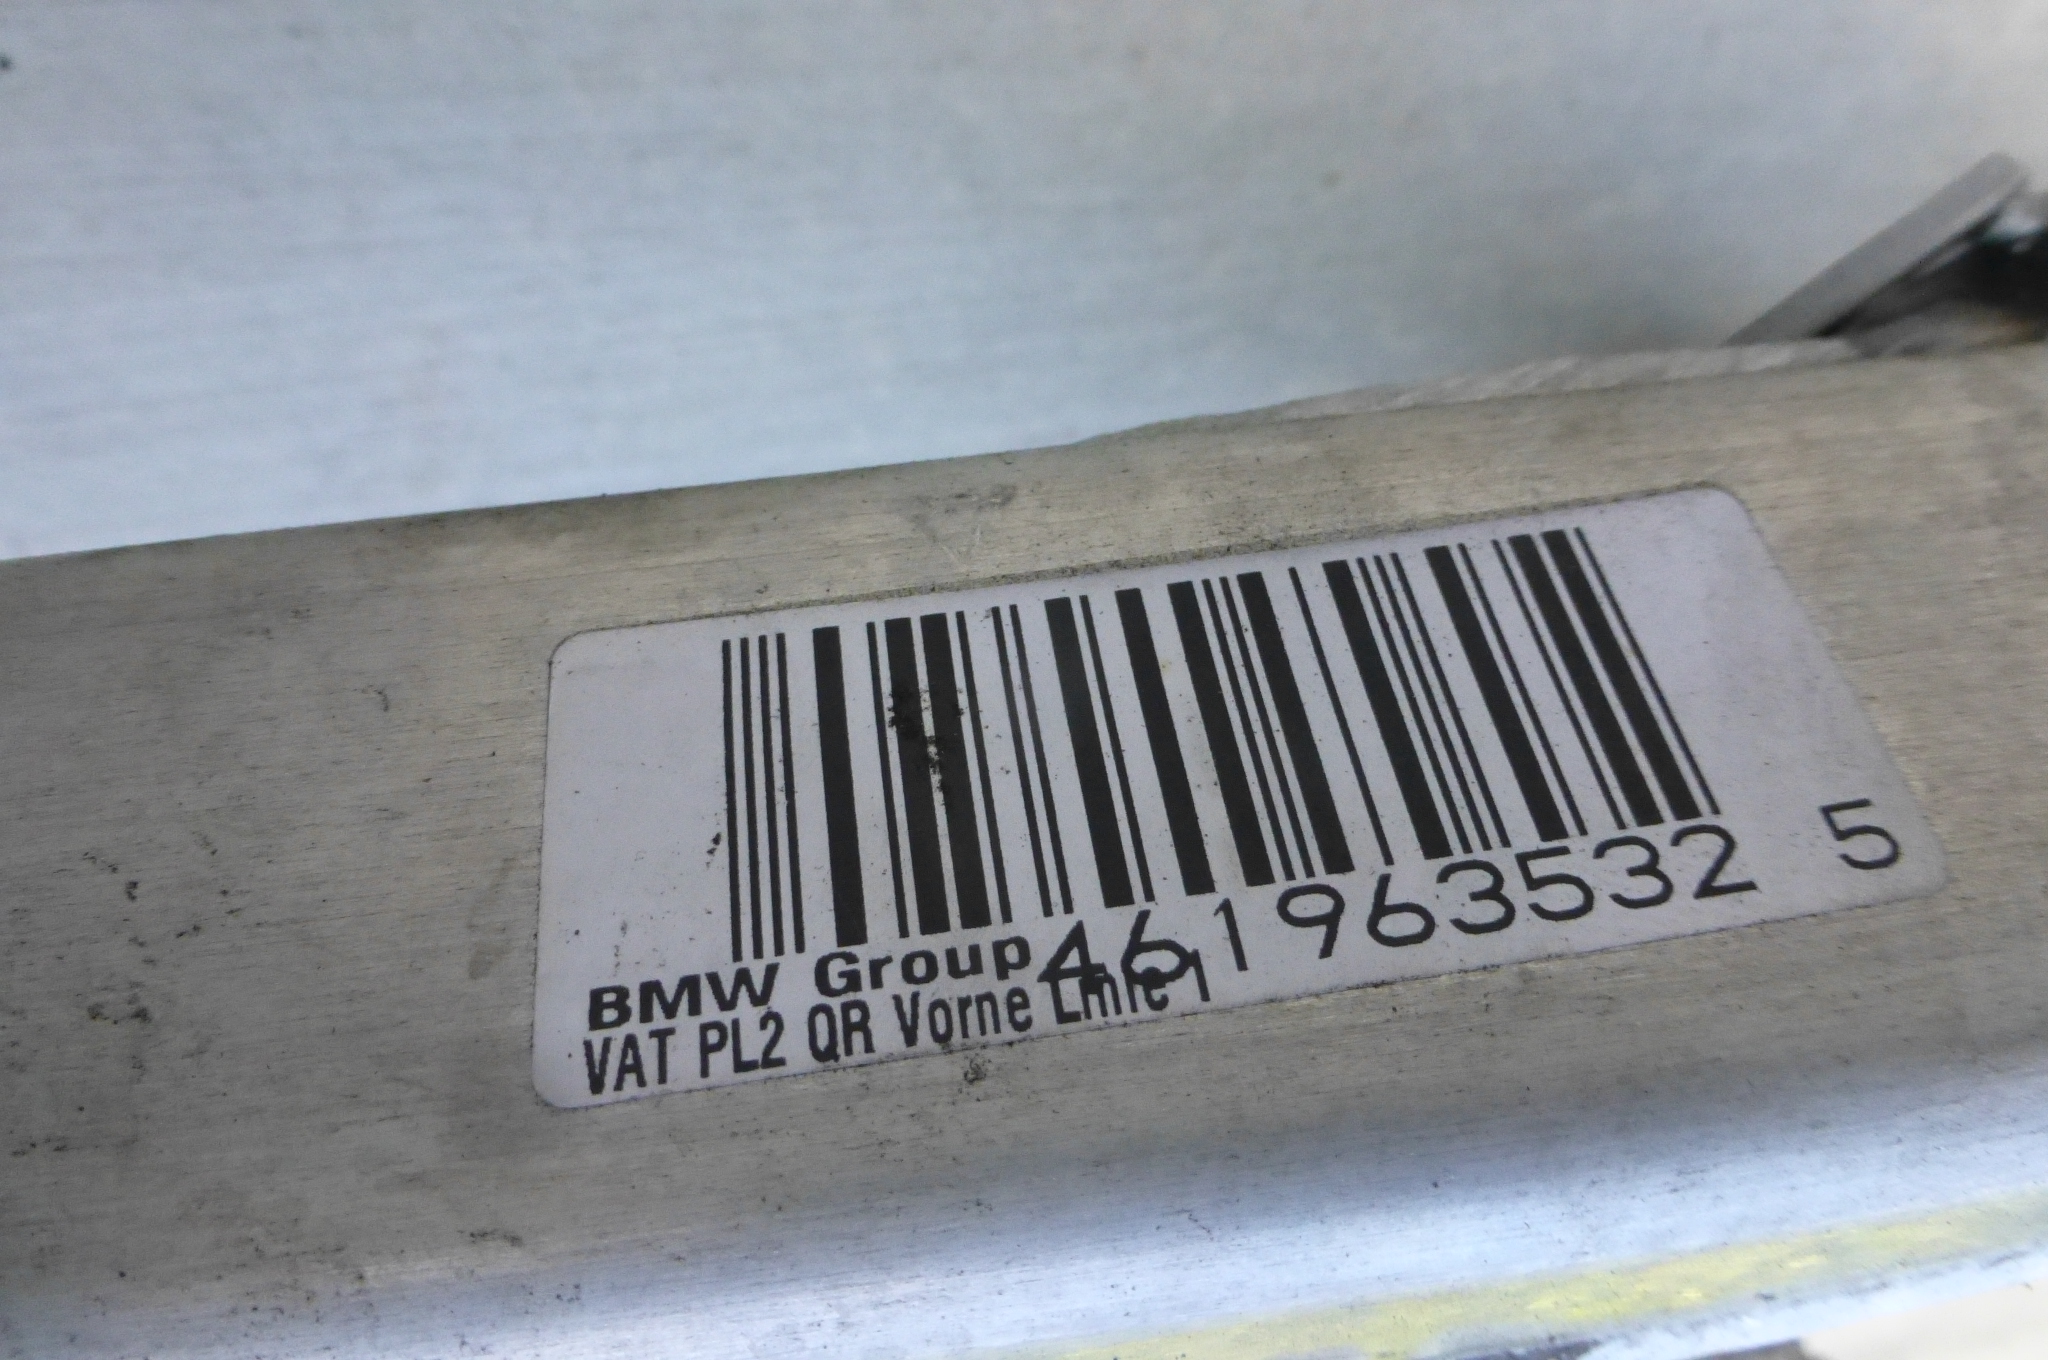 BMW Group 461963532 5
VAT PL2 QR Vorne Linie 1